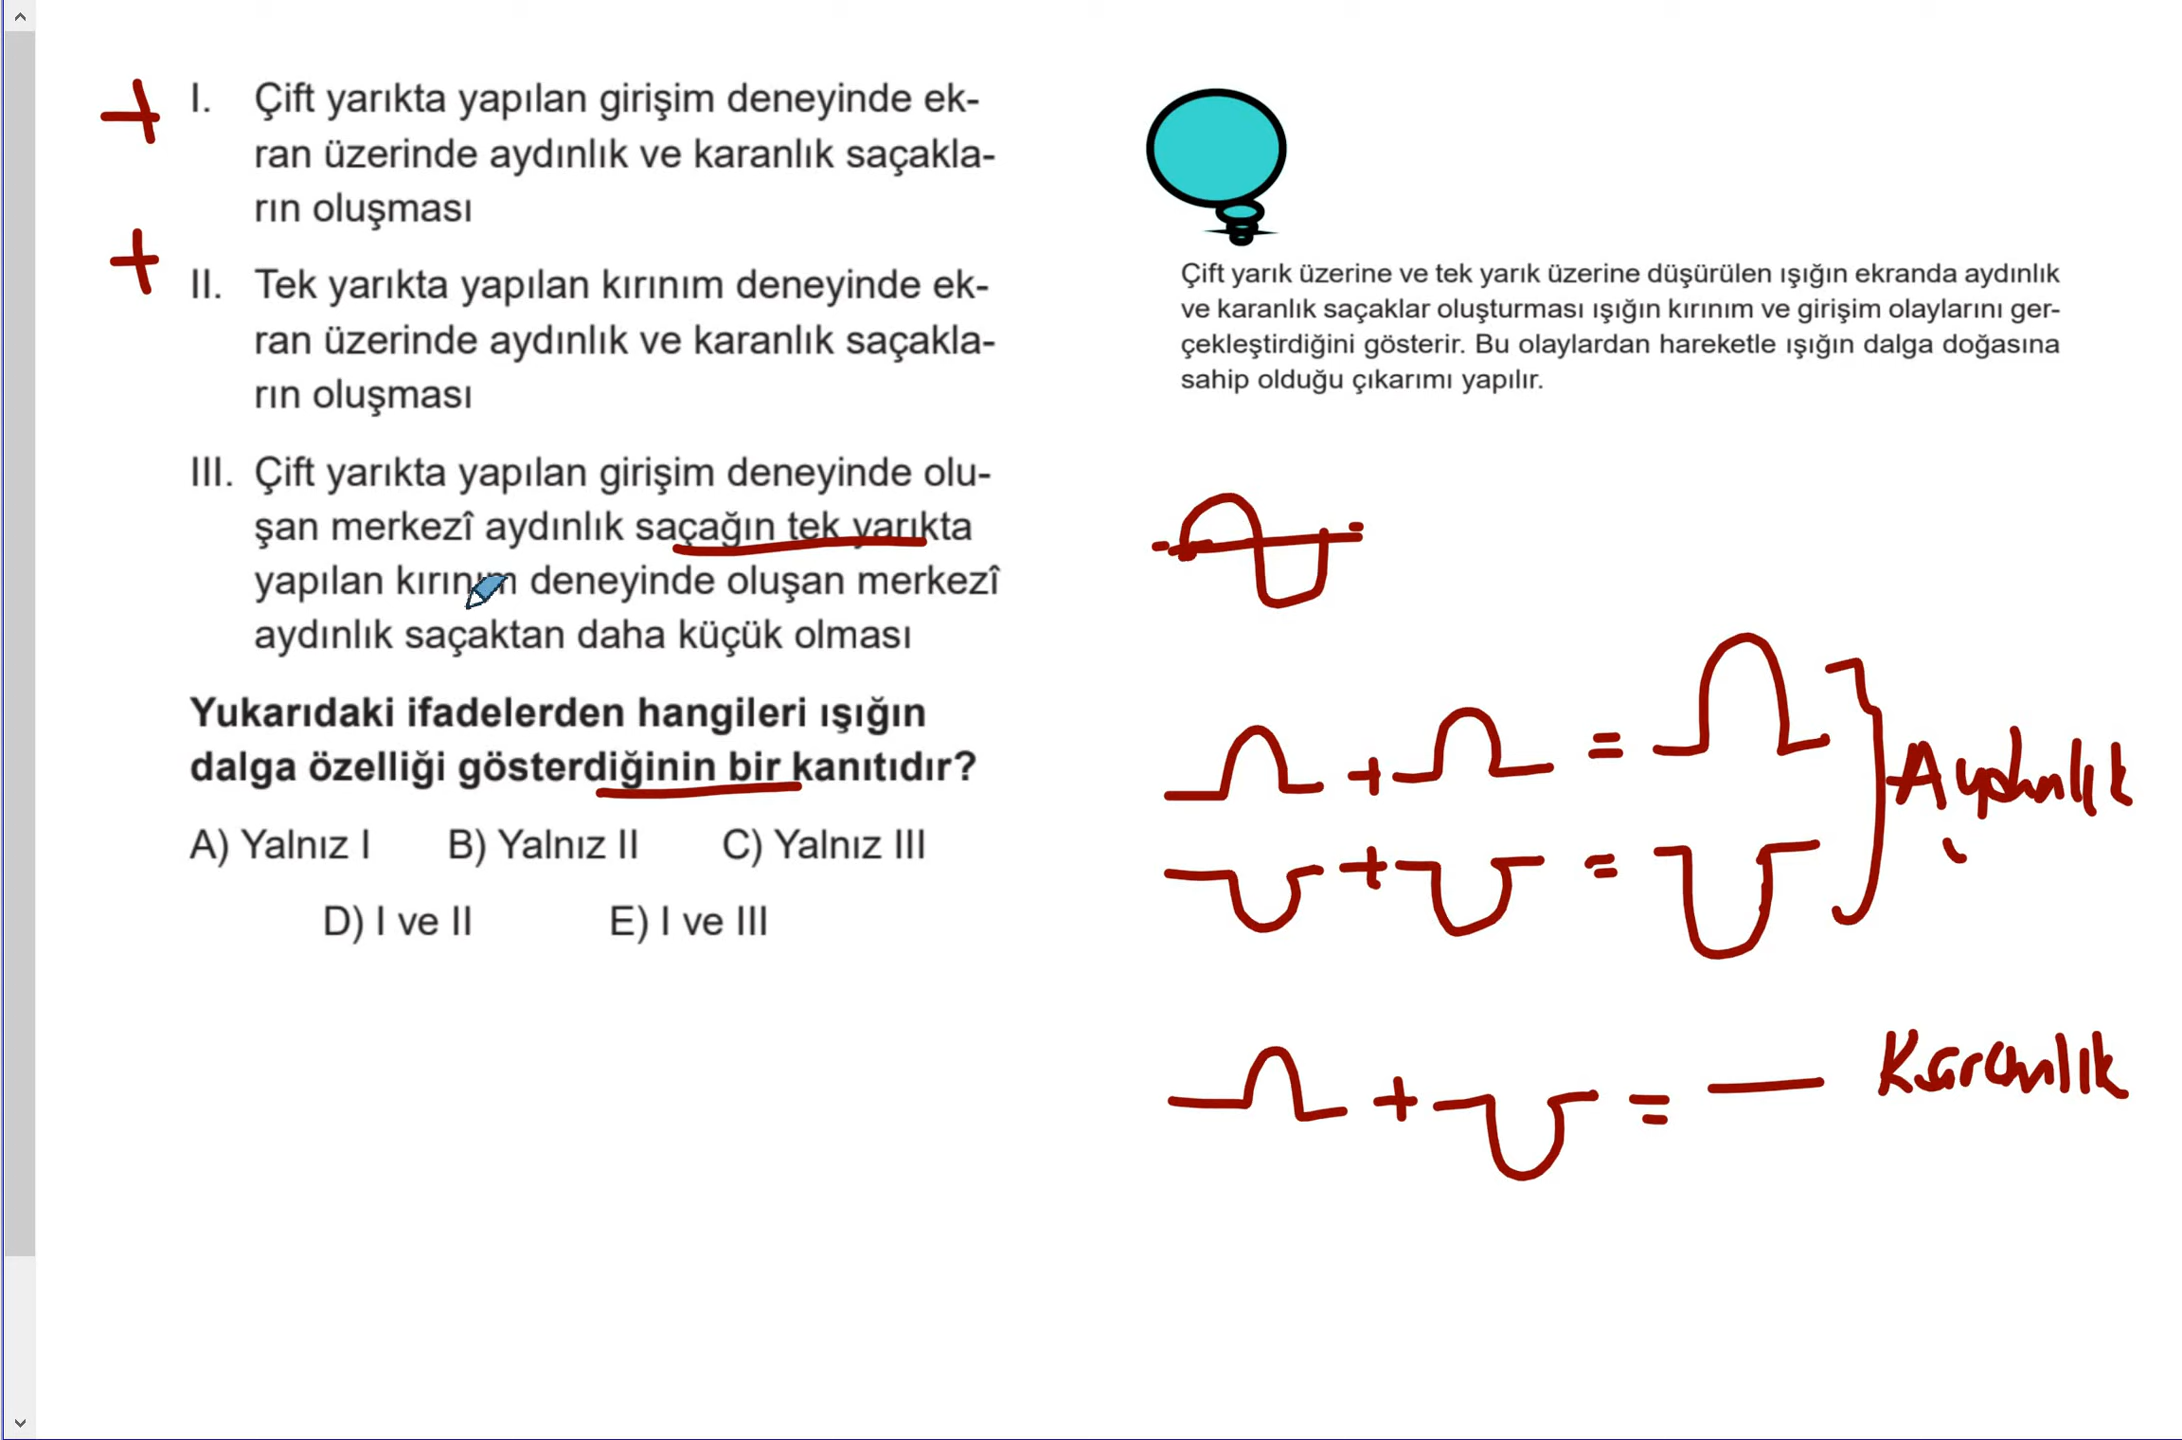 I. Çift yarıkta yapılan girişim deneyinde ek-
ran üzerinde aydınlık ve karanlık saçakla-
rın oluşması
II. Tek yarıkta yapılan kırınım deneyinde ek-
ran üzerinde aydınlık ve karanlık saçakla-
rın oluşması
III. Çift yarıkta yapılan girişim deneyinde olu-
şan merkezî aydınlık saçağın tek yarıkta
yapılan kırınım deneyinde oluşan merkezî
aydınlık saçaktan daha küçük olması
Yukarıdaki ifadelerden hangileri ışığın
dalga özelliği gösterdiğinin bir kanıtıdır?
A) Yalnız I B) Yalnız II C) Yalnız III
D) I ve II E) I ve III
Çift yarık üzerine ve tek yarık üzerine düşürülen ışığın ekranda aydınlık
ve karanlık saçaklar oluşturması ışığın kırınım ve girişim olaylarını ger-
çekleştirdiğini gösterir. Bu olaylardan hareketle ışığın dalga doğasına
sahip olduğu çıkarımı yapılır.
+ =
Aydınlık
+ =
+ = Karanlık